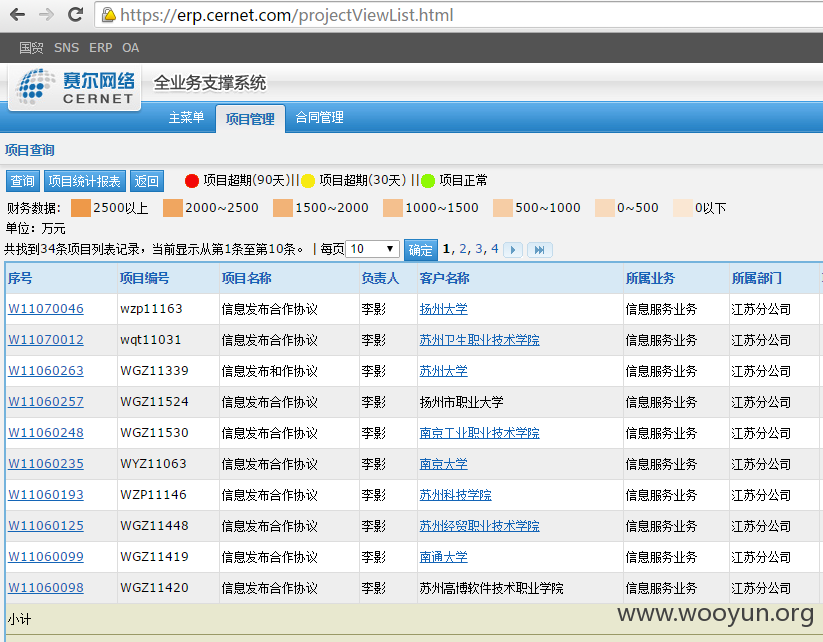 https://erp.cernet.com/projectViewList.html
国贸 SNS ERP OA
赛尔网络 CERNET 全业务支撑系统
主菜单 项目管理 合同管理
项目查询
查询 项目统计报表 返回 项目超期(90天)|| 项目超期(30天) || 项目正常
财务数据: 2500以上 2000~2500 1500~2000 1000~1500 500~1000 0~500 0以下
单位: 万元
共找到34条项目列表记录，当前显示从第1条至第10条。 | 每页 10 确定 1, 2, 3, 4
序号 项目编号 项目名称 负责人 客户名称 所属业务 所属部门
W11070046 wzp11163 信息发布合作协议 李影 扬州大学 信息服务业务 江苏分公司
W11070012 wqt11031 信息发布合作协议 李影 苏州卫生职业技术学院 信息服务业务 江苏分公司
W11060263 WGZ11339 信息发布和作协议 李影 苏州大学 信息服务业务 江苏分公司
W11060257 WGZ11524 信息发布合作协议 李影 扬州市职业大学 信息服务业务 江苏分公司
W11060248 WGZ11530 信息发布合作协议 李影 南京工业职业技术学院 信息服务业务 江苏分公司
W11060235 WYZ11063 信息发布合作协议 李影 南京大学 信息服务业务 江苏分公司
W11060193 WZP11146 信息发布合作协议 李影 苏州科技学院 信息服务业务 江苏分公司
W11060125 WGZ11448 信息发布合作协议 李影 苏州经贸职业技术学院 信息服务业务 江苏分公司
W11060099 WGZ11419 信息发布合作协议 李影 南通大学 信息服务业务 江苏分公司
W11060098 WGZ11420 信息发布合作协议 李影 苏州高博软件技术职业学院 信息服务业务 江苏分公司
小计
www.wooyun.org